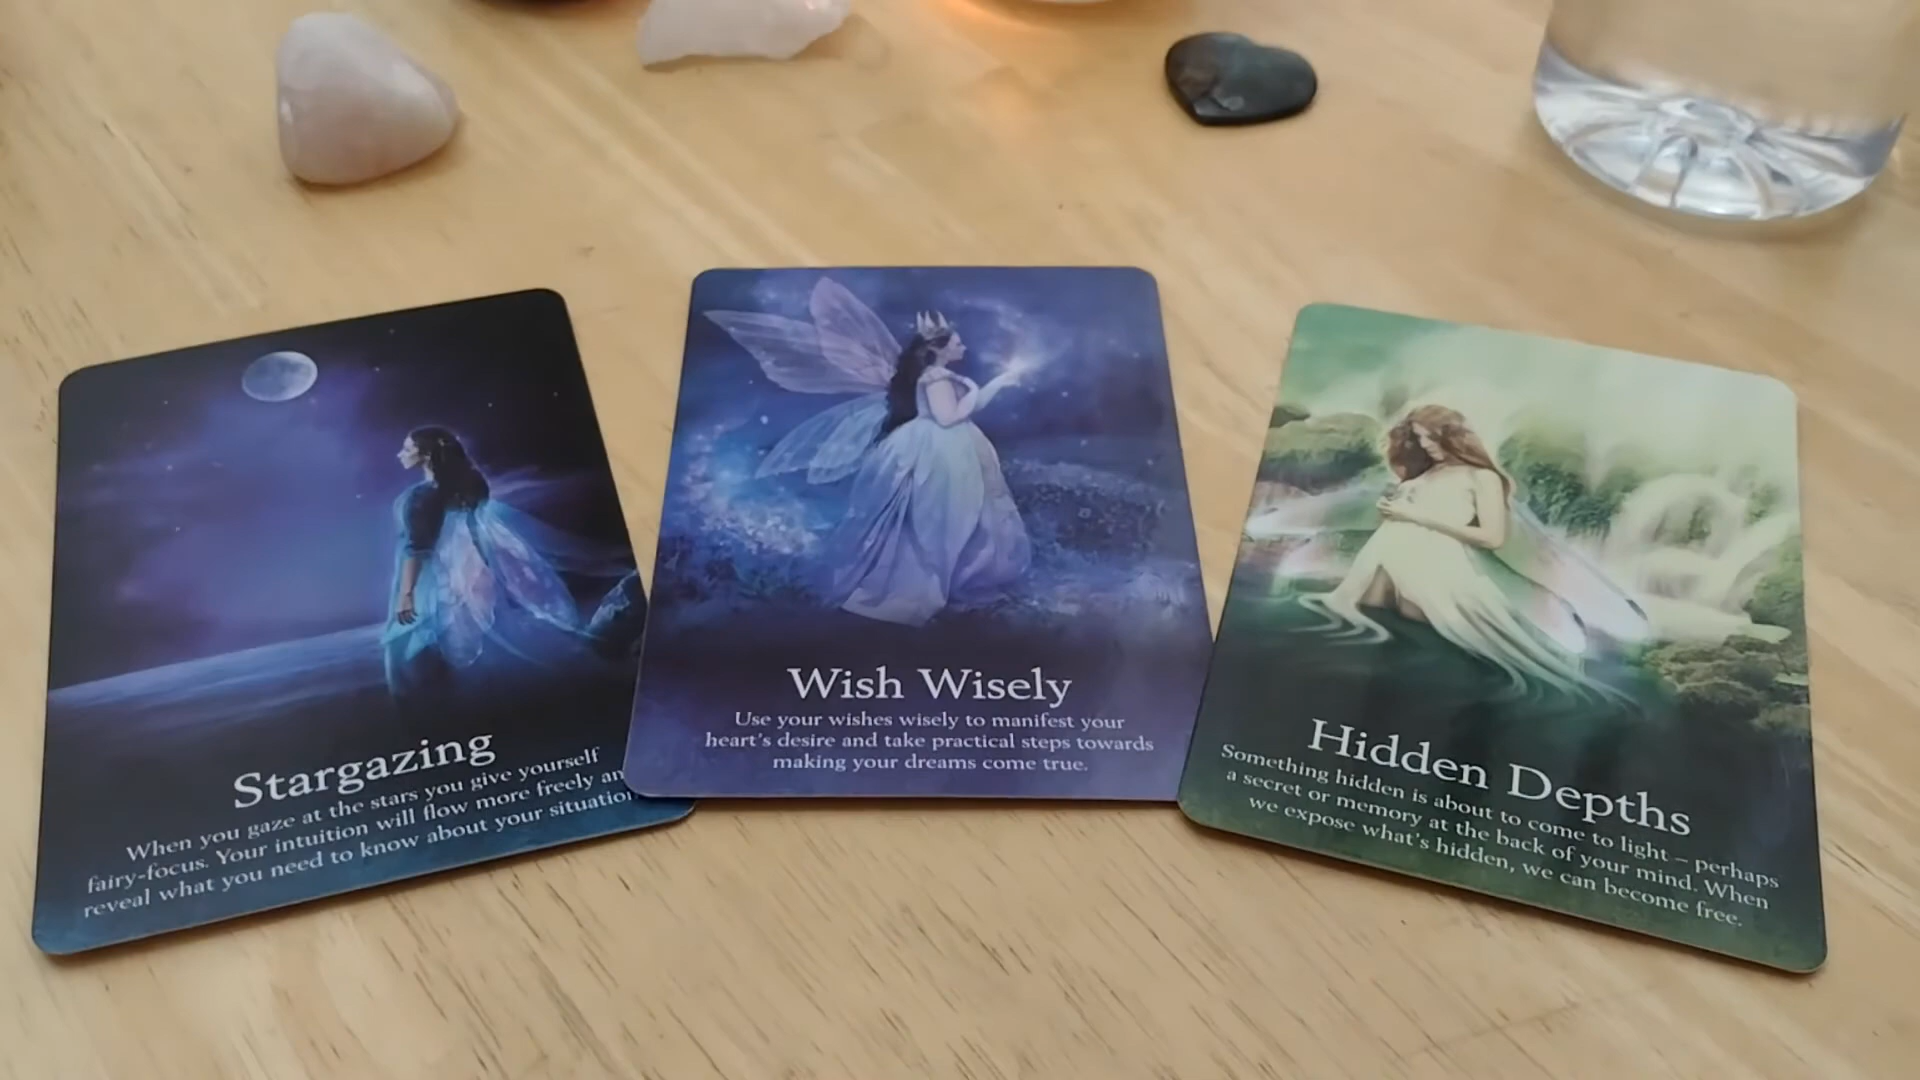 Stargazing
When you gaze at the stars you give yourself
fairy-focus. Your intuition will flow more freely
reveal what you need to know about your situation
Wish Wisely
Use your wishes wisely to manifest your
heart's desire and take practical steps towards
making your dreams come true.
Hidden Depths
Something hidden is about to come to light – perhaps
a secret or memory at the back of your mind. When
we expose what's hidden, we can become free.